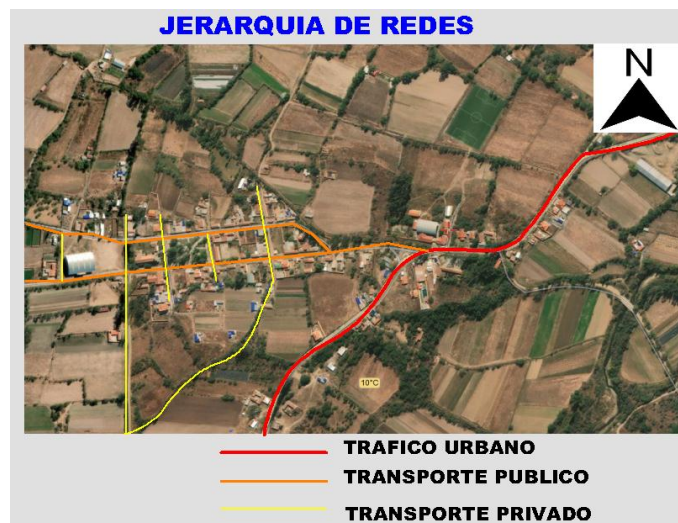 JERARQUIA DE REDES
N
10°C
TRAFICO URBANO
TRANSPORTE PUBLICO
TRANSPORTE PRIVADO